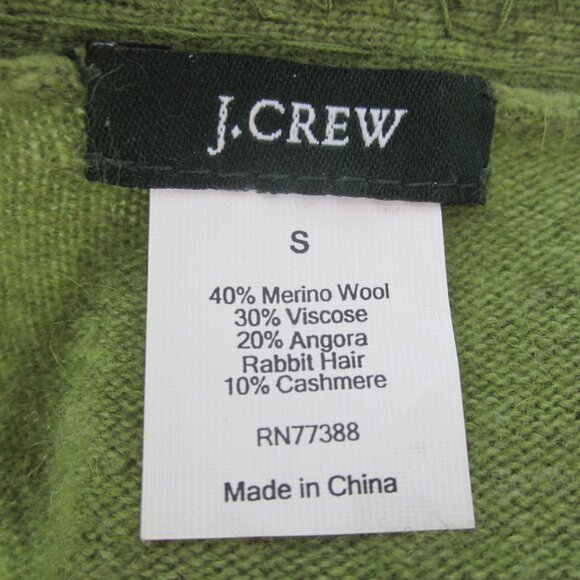 J.CREW
S
40% Merino Wool
30% Viscose
20% Angora
Rabbit Hair
10% Cashmere
RN77388
Made in China